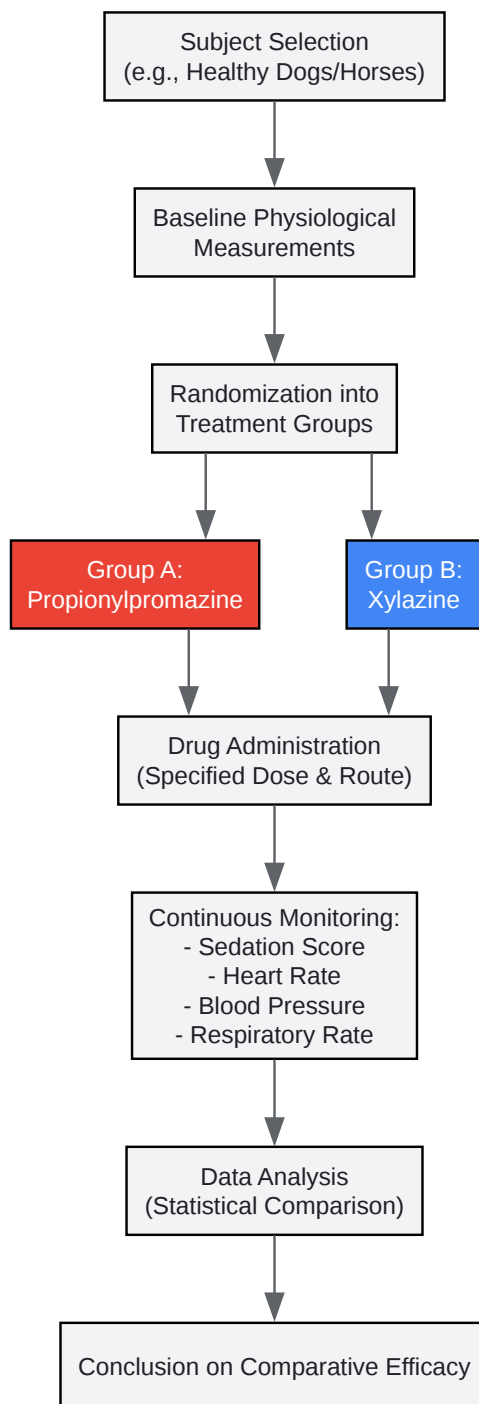 Subject Selection
(e.g., Healthy Dogs/Horses)
Baseline Physiological
Measurements
Randomization into
Treatment Groups
Group A:
Propionylpromazine
Group B:
Xylazine
Drug Administration
(Specified Dose & Route)
Continuous Monitoring:
- Sedation Score
- Heart Rate
- Blood Pressure
- Respiratory Rate
Data Analysis
(Statistical Comparison)
Conclusion on Comparative Efficacy